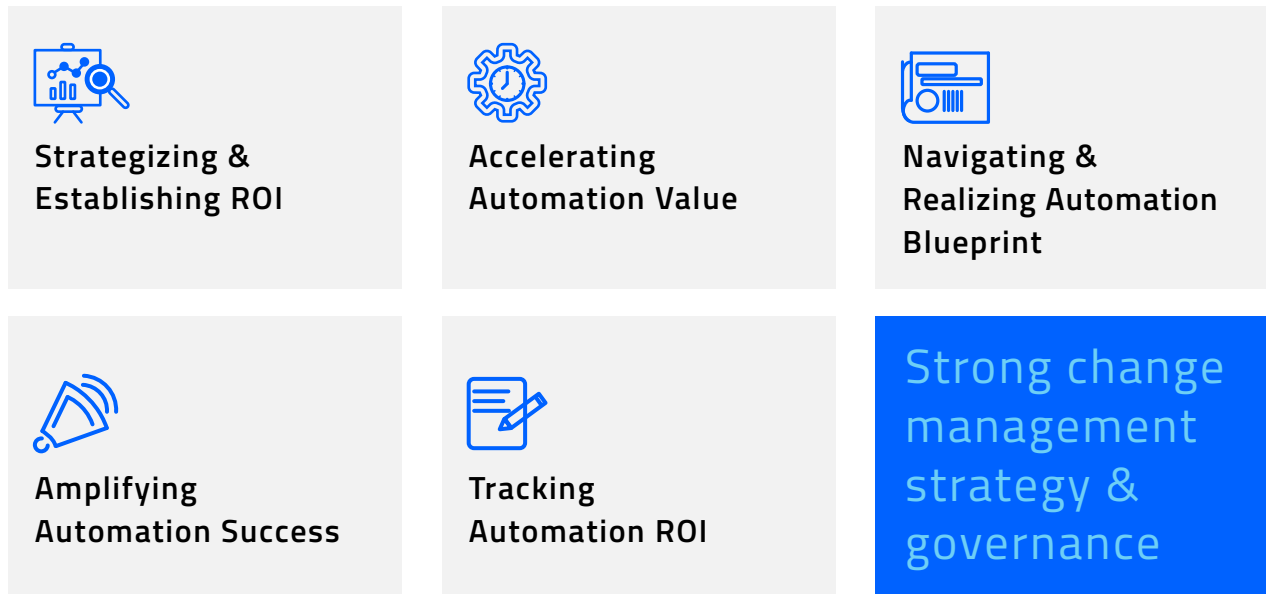 Strategizing &
Establishing ROI
Accelerating
Automation Value
Navigating &
Realizing Automation
Blueprint
Amplifying
Automation Success
Tracking
Automation ROI
Strong change
management
strategy &
governance